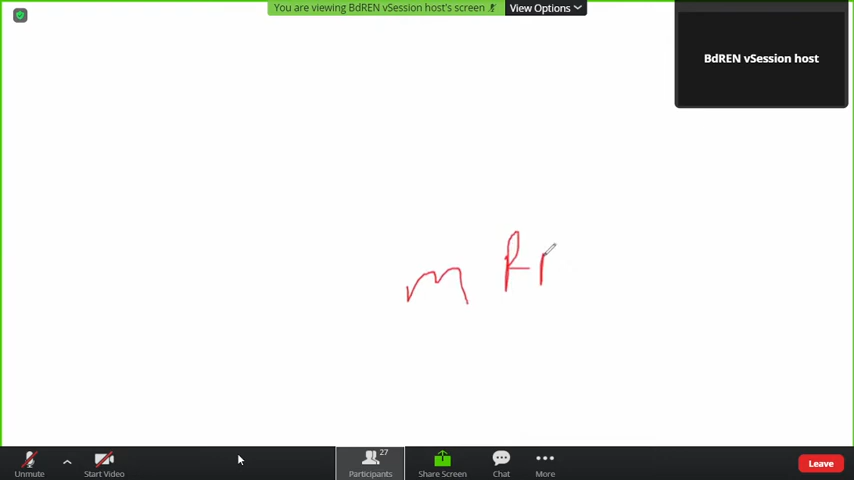 You are viewing BdREN vSession host's screen
View Options
BdREN vSession host
m
27
Unmute
Start Video
Participants
Share Screen
Chat
More
Leave